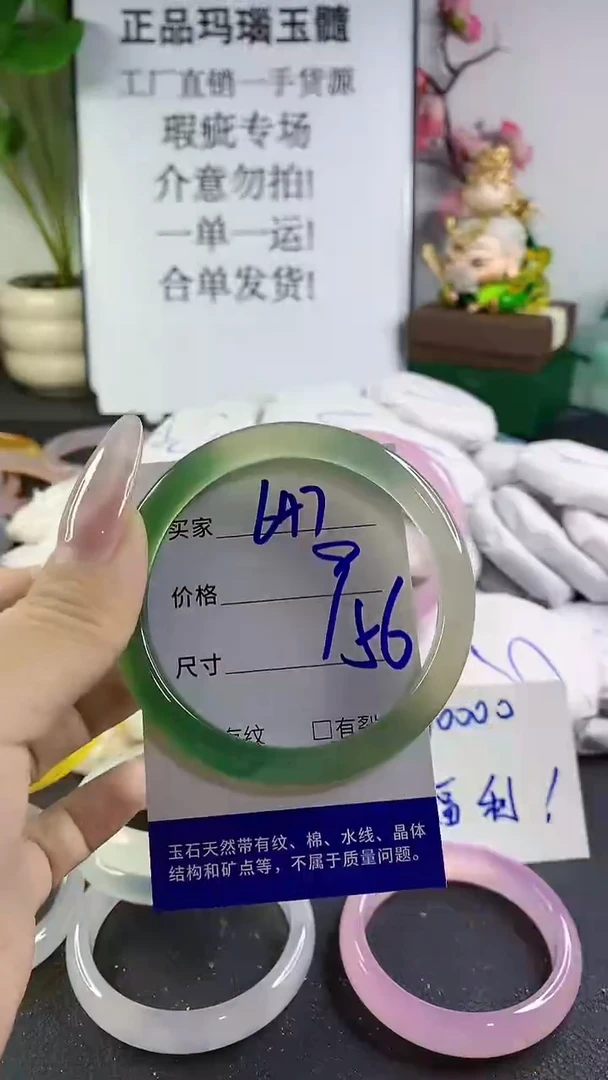 正品玛瑙玉髓
工厂直销一手货源
瑕疵专场
介意勿拍!
一单一运!
合单发货!
买家
价格 9
尺寸 56
有纹 □有裂
0000
福利!
玉石天然带有纹、棉、水线、晶体
结构和矿点等，不属于质量问题。